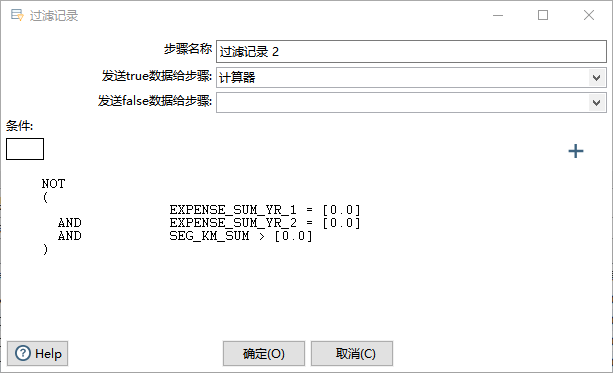 过滤记录
步骤名称 过滤记录 2
发送true数据给步骤: 计算器
发送false数据给步骤:
条件:
NOT
(
EXPENSE_SUM_YR_1 = [0.0]
AND EXPENSE_SUM_YR_2 = [0.0]
AND SEG_KM_SUM > [0.0]
)
Help 确定(O) 取消(C)